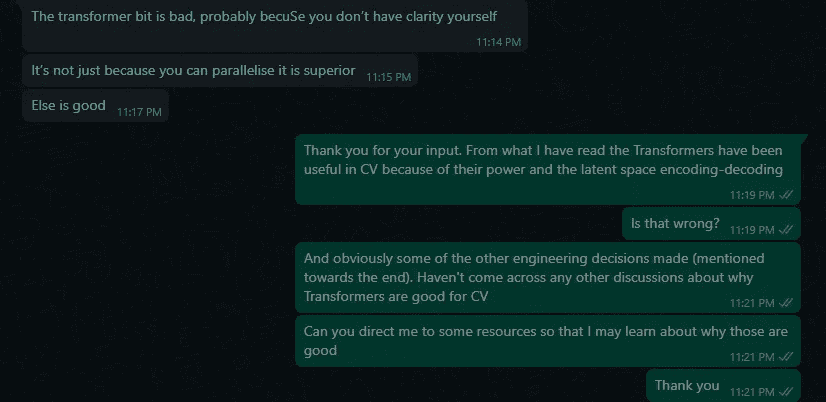 The transformer bit is bad, probably becuSe you don't have clarity yourself
11:14 PM
It's not just because you can parallelise it is superior 11:15 PM
Else is good 11:17 PM
Thank you for your input. From what I have read the Transformers have been
useful in CV because of their power and the latent space encoding-decoding
11:19 PM
Is that wrong? 11:19 PM
And obviously some of the other engineering decisions made (mentioned
towards the end). Haven't come across any other discussions about why
Transformers are good for CV
11:21 PM
Can you direct me to some resources so that I may learn about why those are
good
11:21 PM
Thank you 11:21 PM